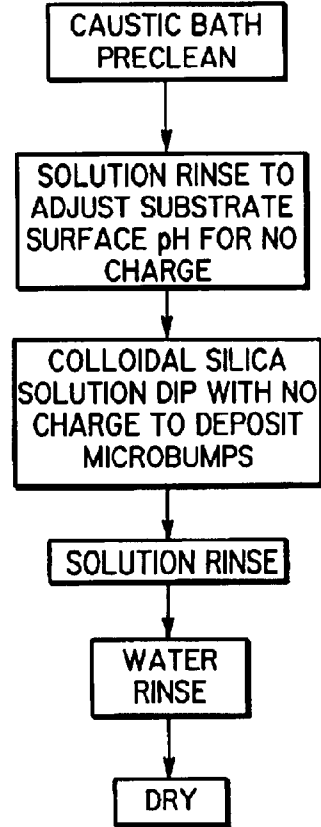 CAUSTIC BATH
PRECLEAN
SOLUTION RINSE TO
ADJUST SUBSTRATE
SURFACE pH FOR NO
CHARGE
COLLOIDAL SILICA
SOLUTION DIP WITH NO
CHARGE TO DEPOSIT
MICROBUMPS
SOLUTION RINSE
WATER
RINSE
DRY